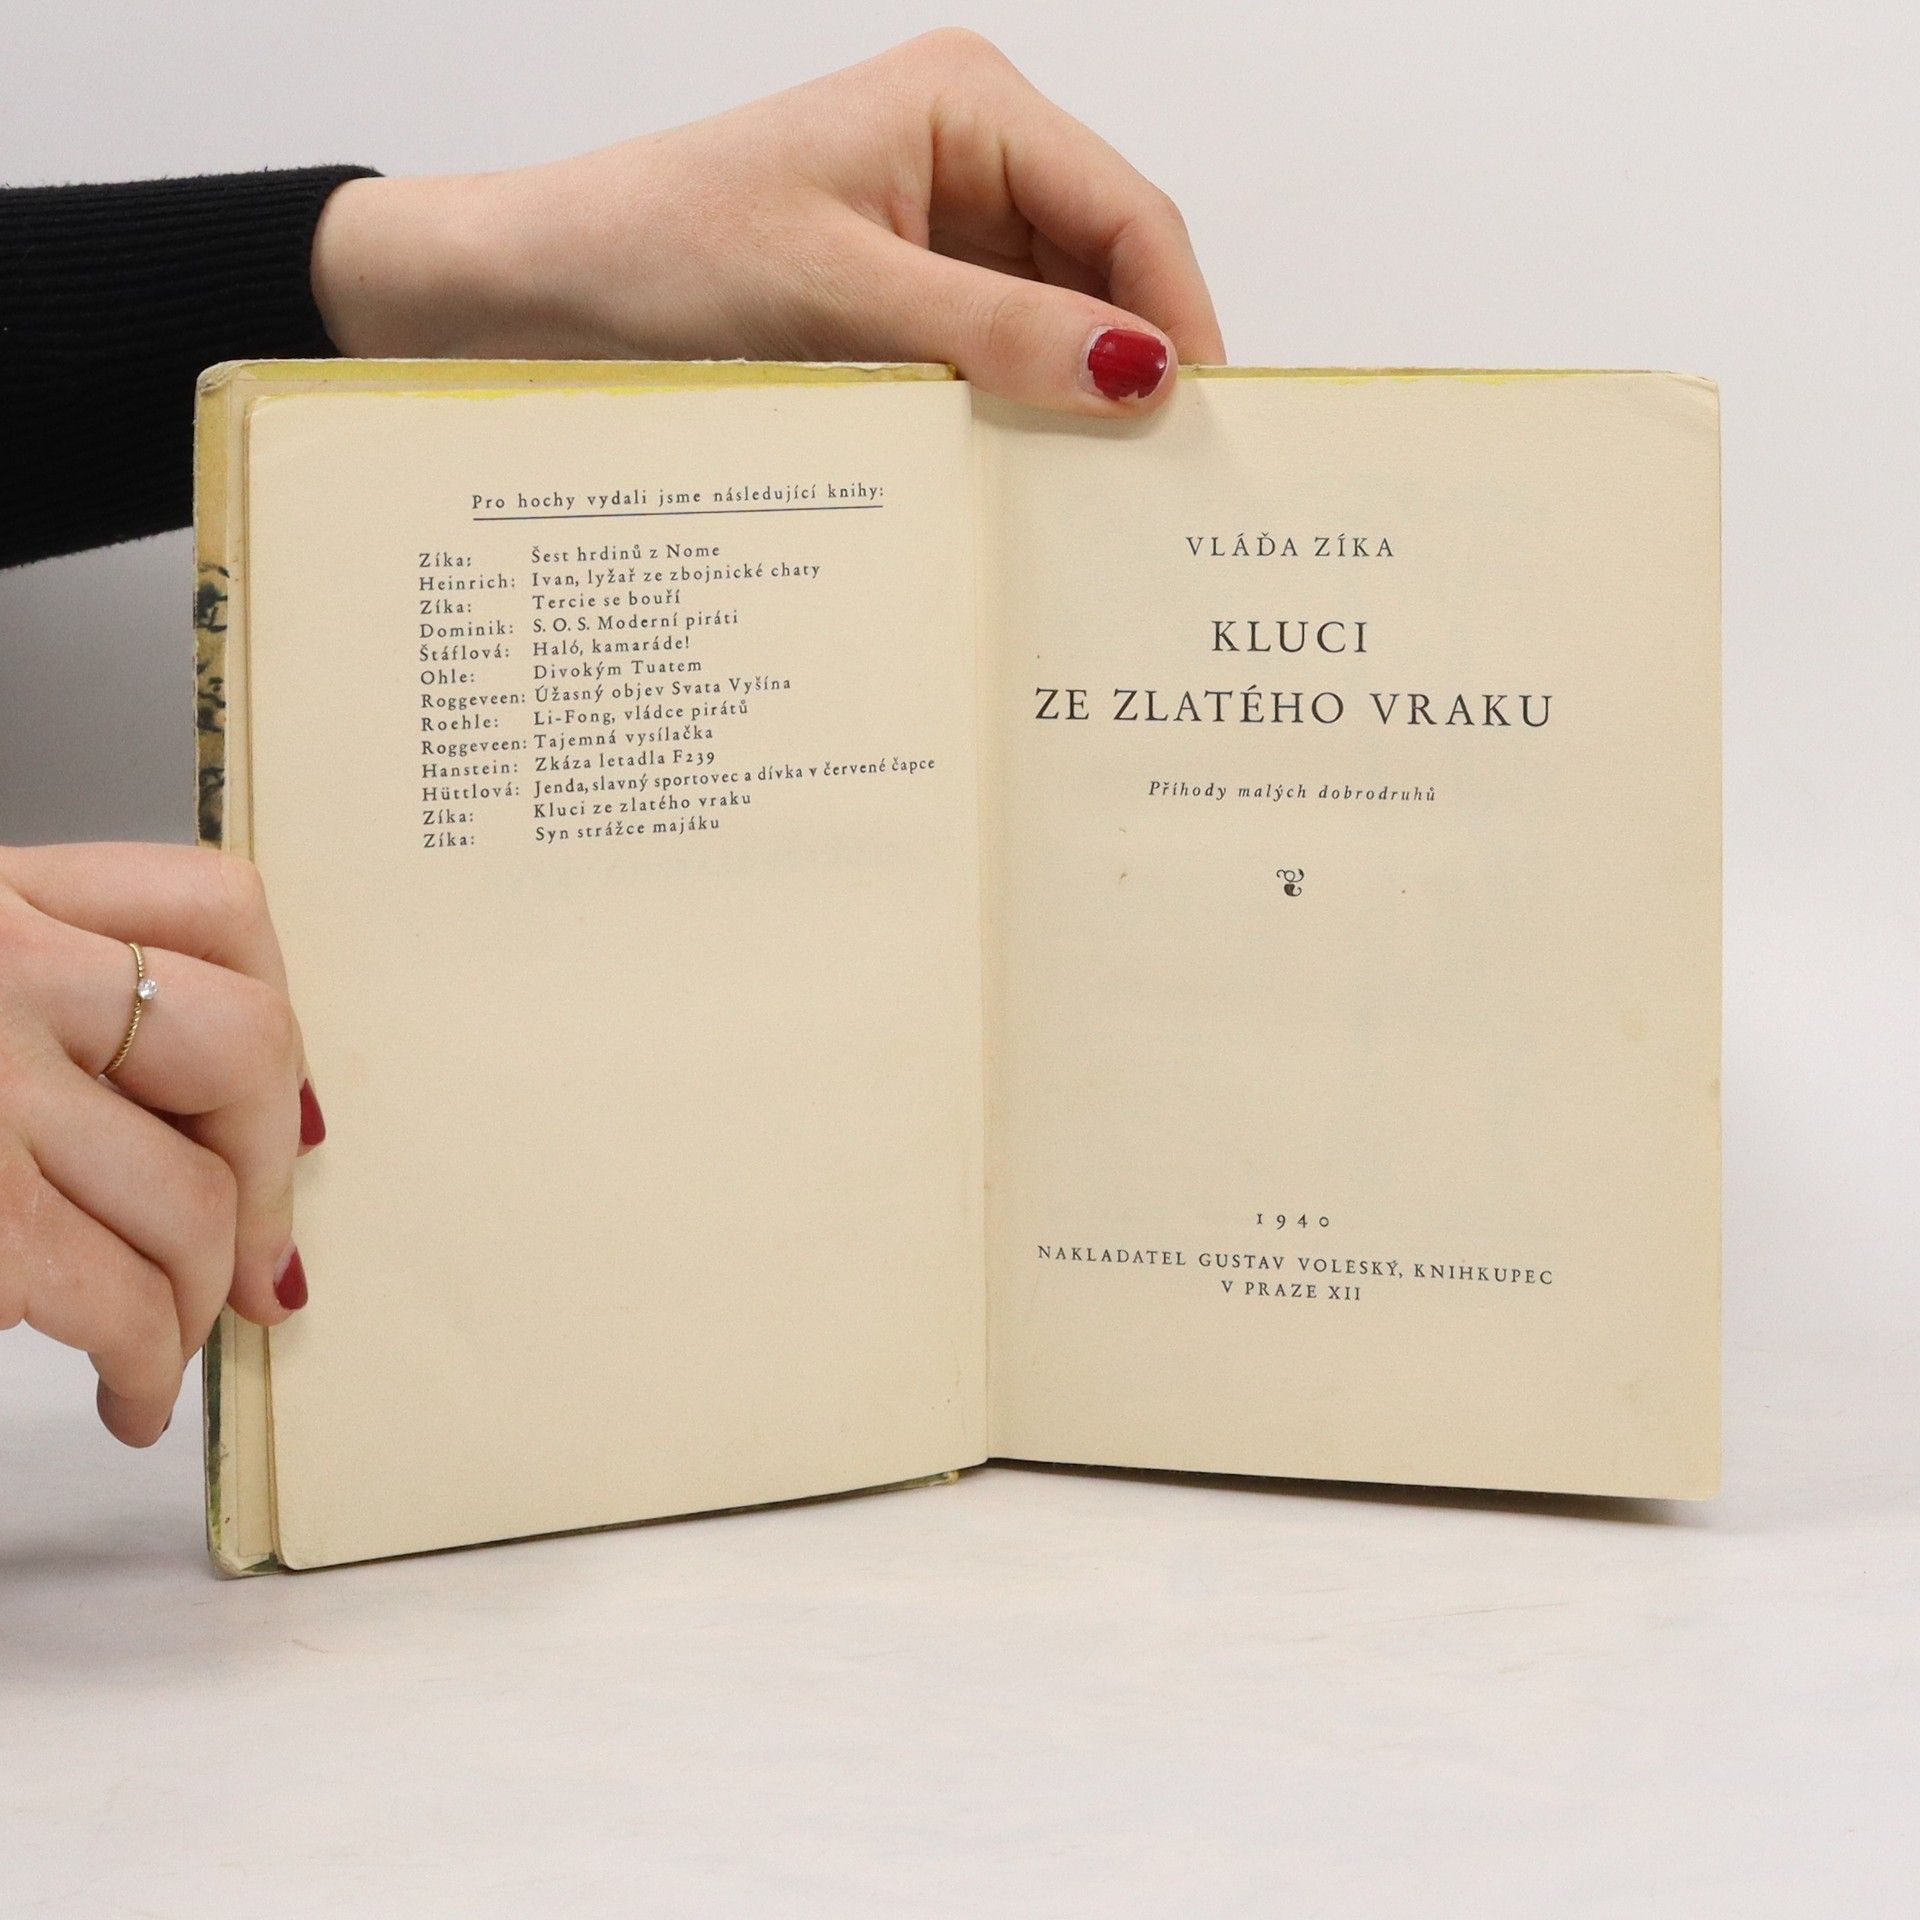 Pro hochy vydali jsme následující knihy:
Zíka: Šest hrdinů z Nome
Heinrich: Ivan, lyžař ze zbojnické chaty
Zíka: Tercie se bouří
Dominik: S. O. S. Moderní piráti
Štáflová: Haló, kamaráde!
Ohle: Divokým Tuatem
Roggeveen: Úžasný objev Svata Vyšína
Roehle: Li-Fong, vládce pirátů
Roggeveen: Tajemná vysílačka
Hanstein: Zkáza letadla F239
Hüttlová: Jenda, slavný sportovec a dívka v červené čapce
Zíka: Kluci ze zlatého vraku
Zíka: Syn strážce majáku
VLÁĎA ZÍKA
KLUCI
ZE ZLATÉHO VRAKU
Příhody malých dobrodruhů
1940
NAKLADATEL GUSTAV VOLESKÝ, KNIHKUPEC
V PRAZE XII